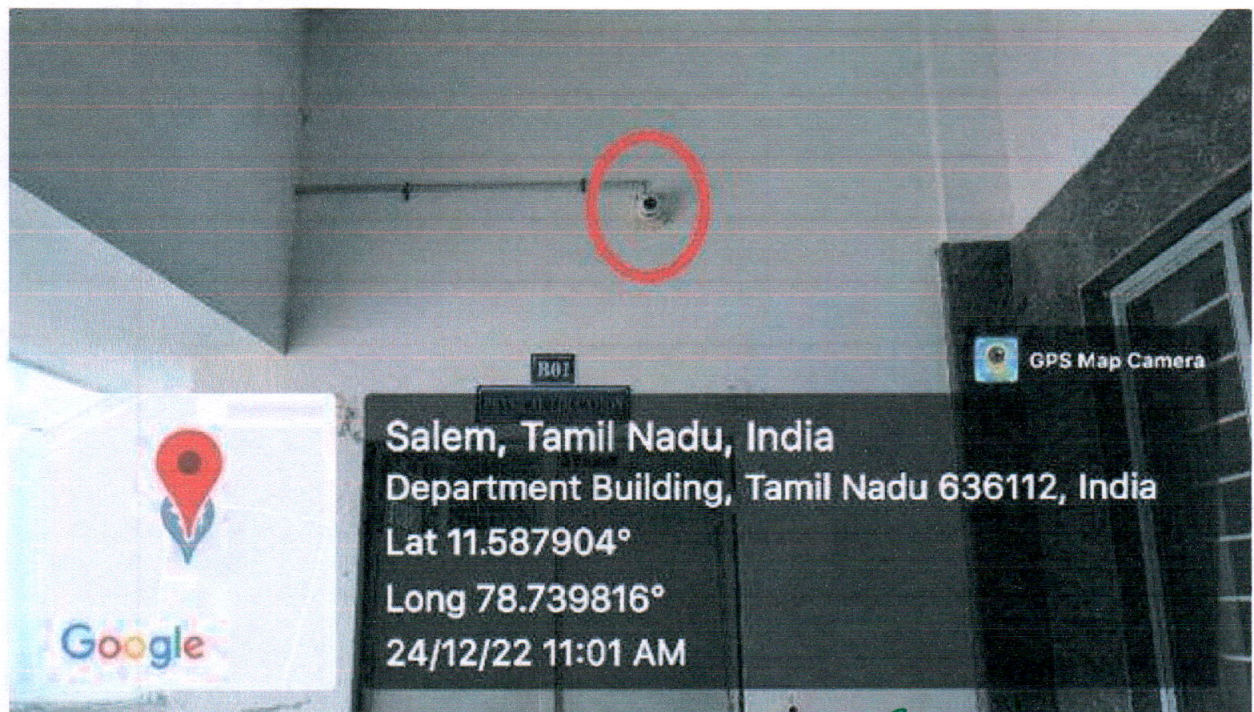 B01
GPS Map Camera
Salem, Tamil Nadu, India
Department Building, Tamil Nadu 636112, India
Lat 11.587904°
Long 78.739816°
24/12/22 11:01 AM
Google